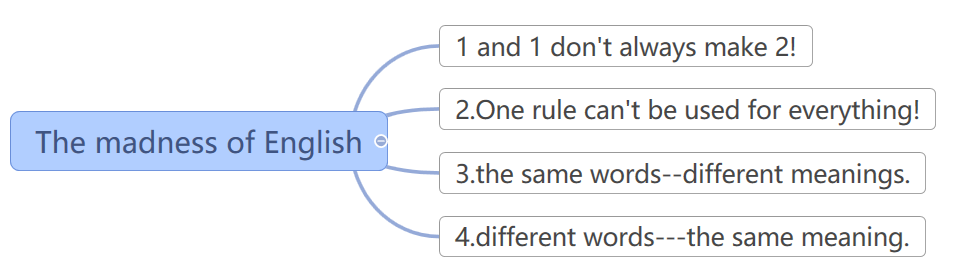 The madness of English
1 and 1 don't always make 2!
2.One rule can't be used for everything!
3.the same words--different meanings.
4.different words---the same meaning.